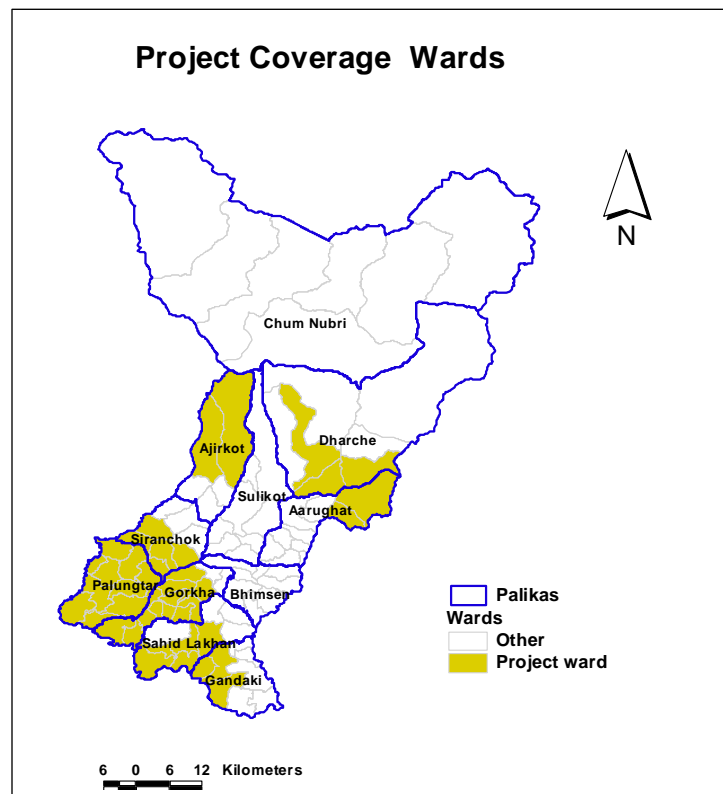 Project Coverage Wards
N
Chum Nubri
Dharche
Ajirkot
Sulikot
Aarughat
Siranchok
Palungtar
Gorkha
Bhimsen
Sahid Lakhan
Gandaki
Palikas
Wards
Other
Project ward
6 0 6 12 Kilometers